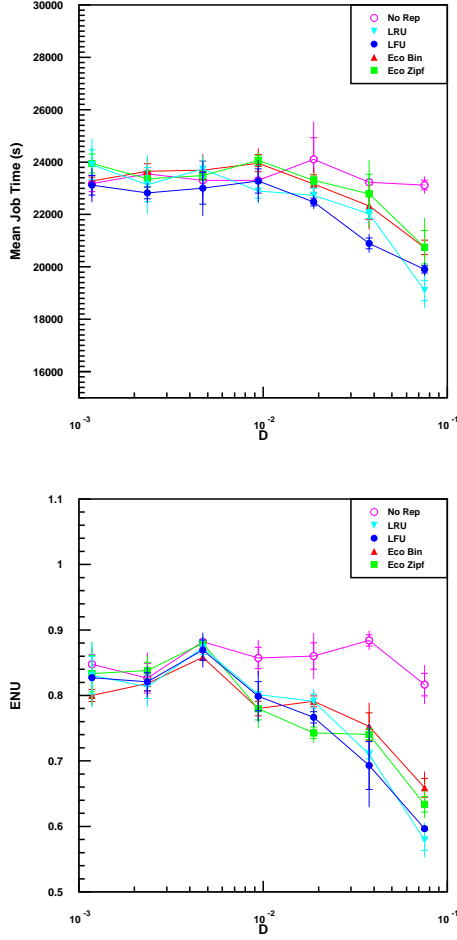 30000
28000
26000
24000
22000
20000
18000
16000
Mean Job Time (s)
No Rep
LRU
LFU
Eco Bin
Eco Zipf
10⁻³
10⁻²
10⁻¹
D
1.1
1
0.9
0.8
0.7
0.6
0.5
ENU
No Rep
LRU
LFU
Eco Bin
Eco Zipf
10⁻³
10⁻²
10⁻¹
D